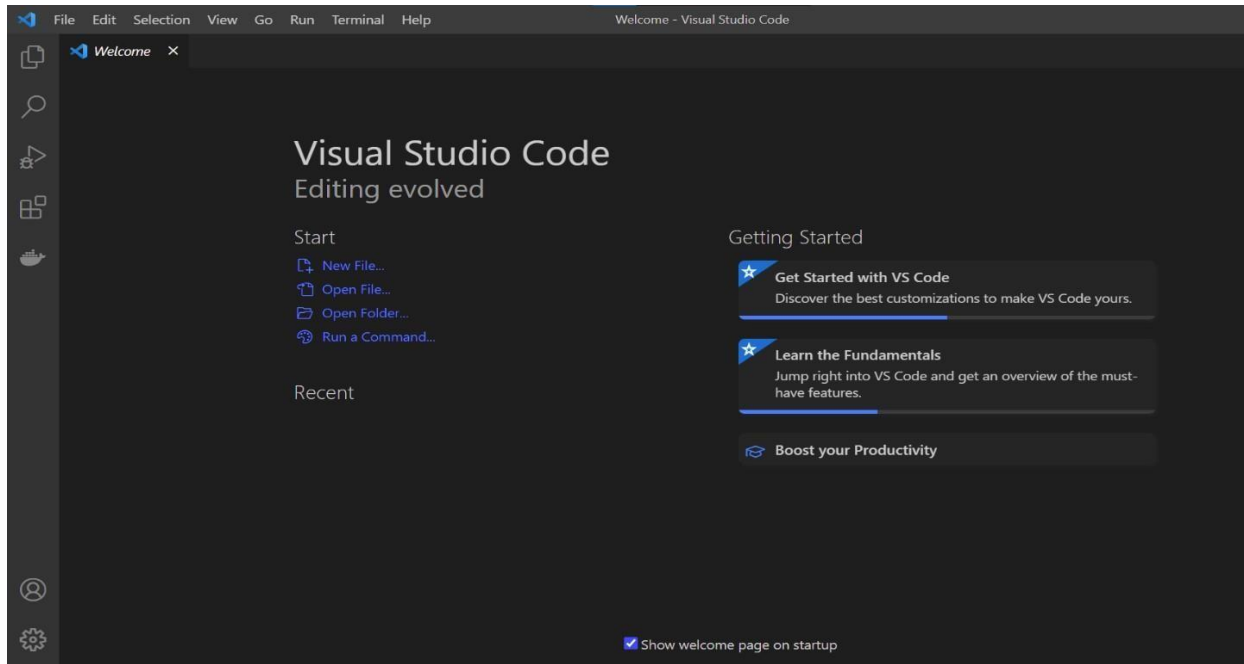 File Edit Selection View Go Run Terminal Help
Welcome - Visual Studio Code
Welcome
Visual Studio Code
Editing evolved
Start
New File...
Open File...
Open Folder...
Run a Command...
Recent
Getting Started
Get Started with VS Code
Discover the best customizations to make VS Code yours.
Learn the Fundamentals
Jump right into VS Code and get an overview of the must-
have features.
Boost your Productivity
Show welcome page on startup